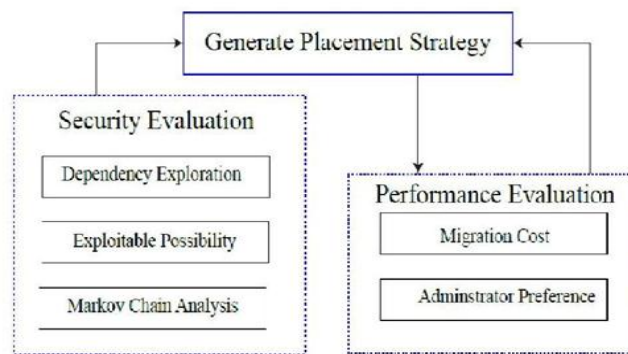 Generate Placement Strategy
Security Evaluation
Dependency Exploration
Exploitable Possibility
Markov Chain Analysis
Performance Evaluation
Migration Cost
Adminstrator Preference